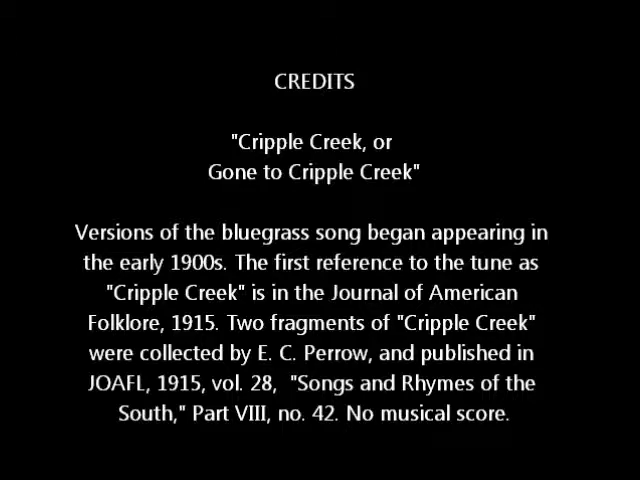 CREDITS
"Cripple Creek, or
Gone to Cripple Creek"
Versions of the bluegrass song began appearing in
the early 1900s. The first reference to the tune as
"Cripple Creek" is in the Journal of American
Folklore, 1915. Two fragments of "Cripple Creek"
were collected by E. C. Perrow, and published in
JOAFL, 1915, vol. 28,  "Songs and Rhymes of the
South," Part VIII, no. 42. No musical score.